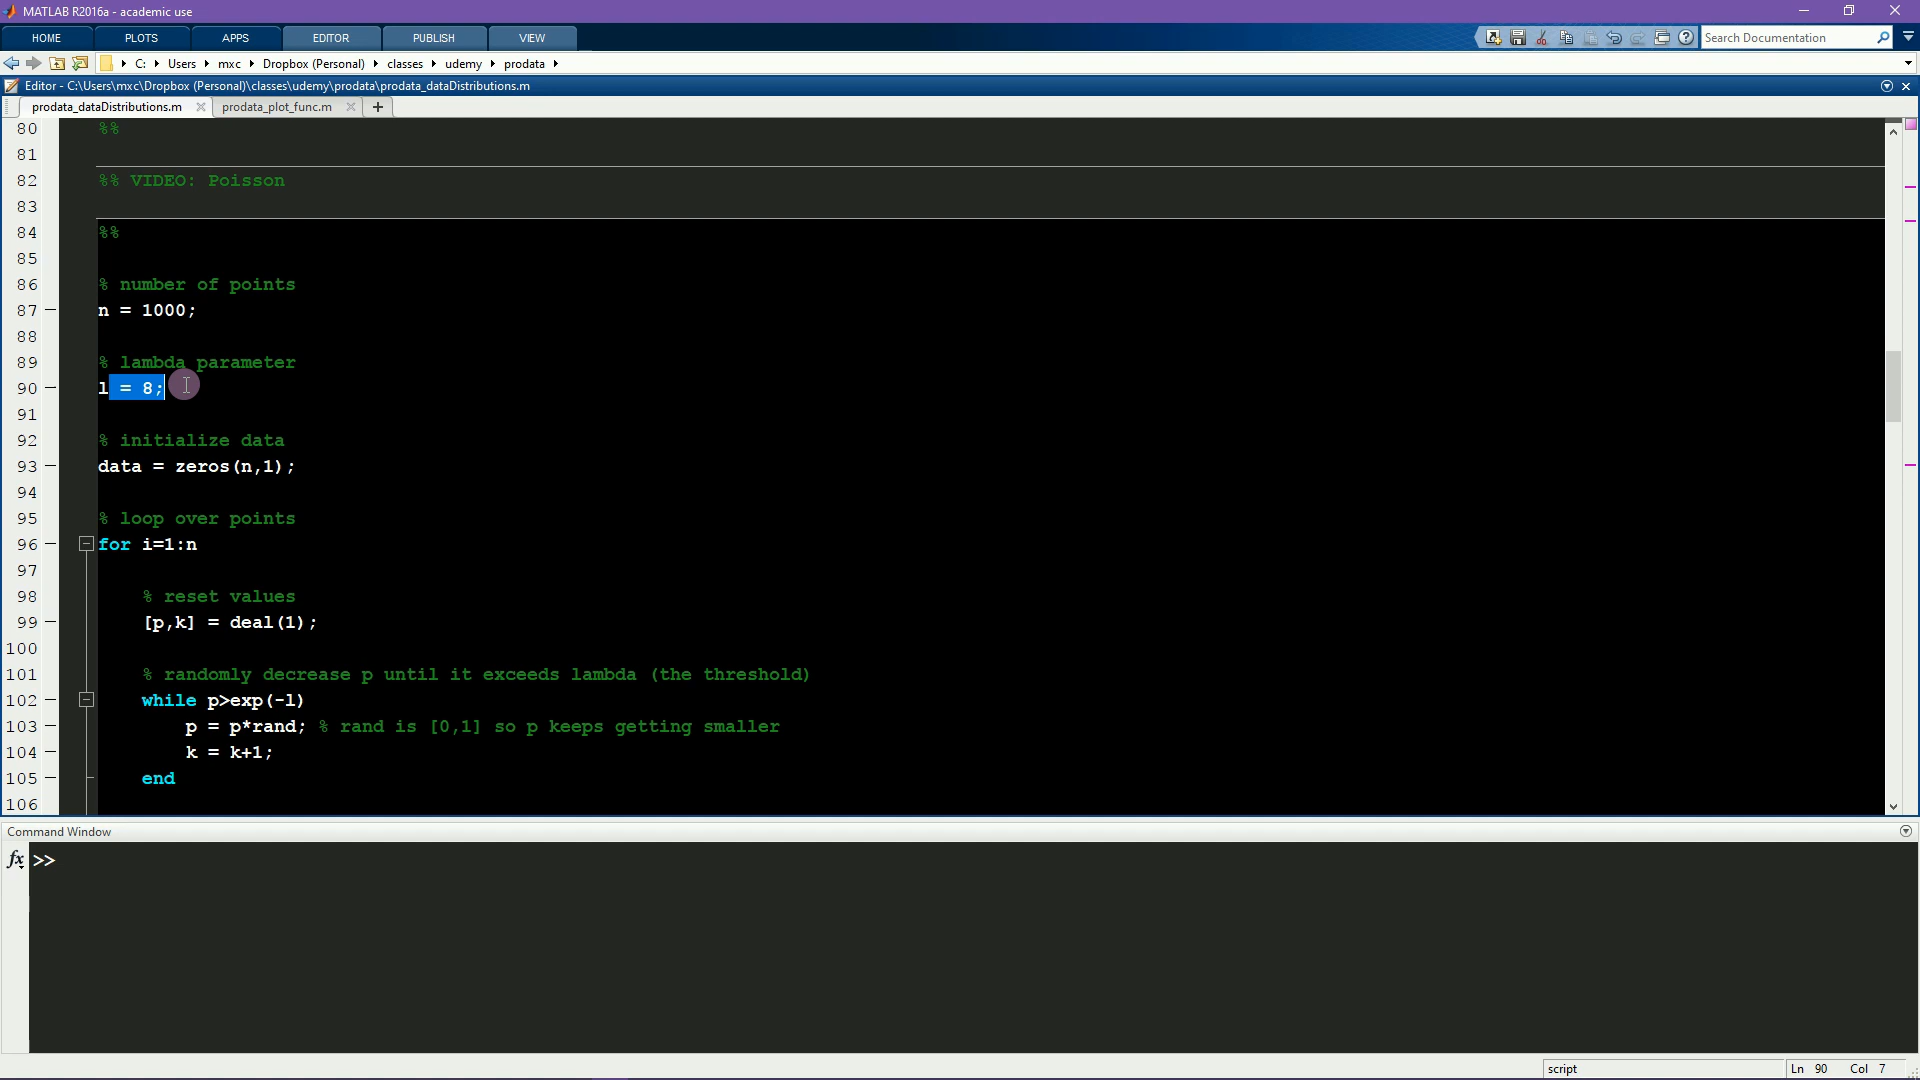 MATLAB R2016a - academic use
HOME PLOTS APPS EDITOR PUBLISH VIEW Search Documentation
C: Users mxc Dropbox (Personal) classes udemy prodata
Editor - C:\Users\mxc\Dropbox (Personal)\classes\udemy\prodata\prodata_dataDistributions.m
prodata_dataDistributions.m prodata_plot_func.m +
80 %%
81
82 %% VIDEO: Poisson
83
84 %%
85
86 % number of points
87 n = 1000;
88
89 % lambda parameter
90 l = 8;
91
92 % initialize data
93 data = zeros(n,1);
94
95 % loop over points
96 for i=1:n
97
98 % reset values
99 [p,k] = deal(1);
100
101 % randomly decrease p until it exceeds lambda (the threshold)
102 while p>exp(-l)
103 p = p*rand; % rand is [0,1] so p keeps getting smaller
104 k = k+1;
105 end
106
Command Window
fx >>
script Ln 90 Col 7